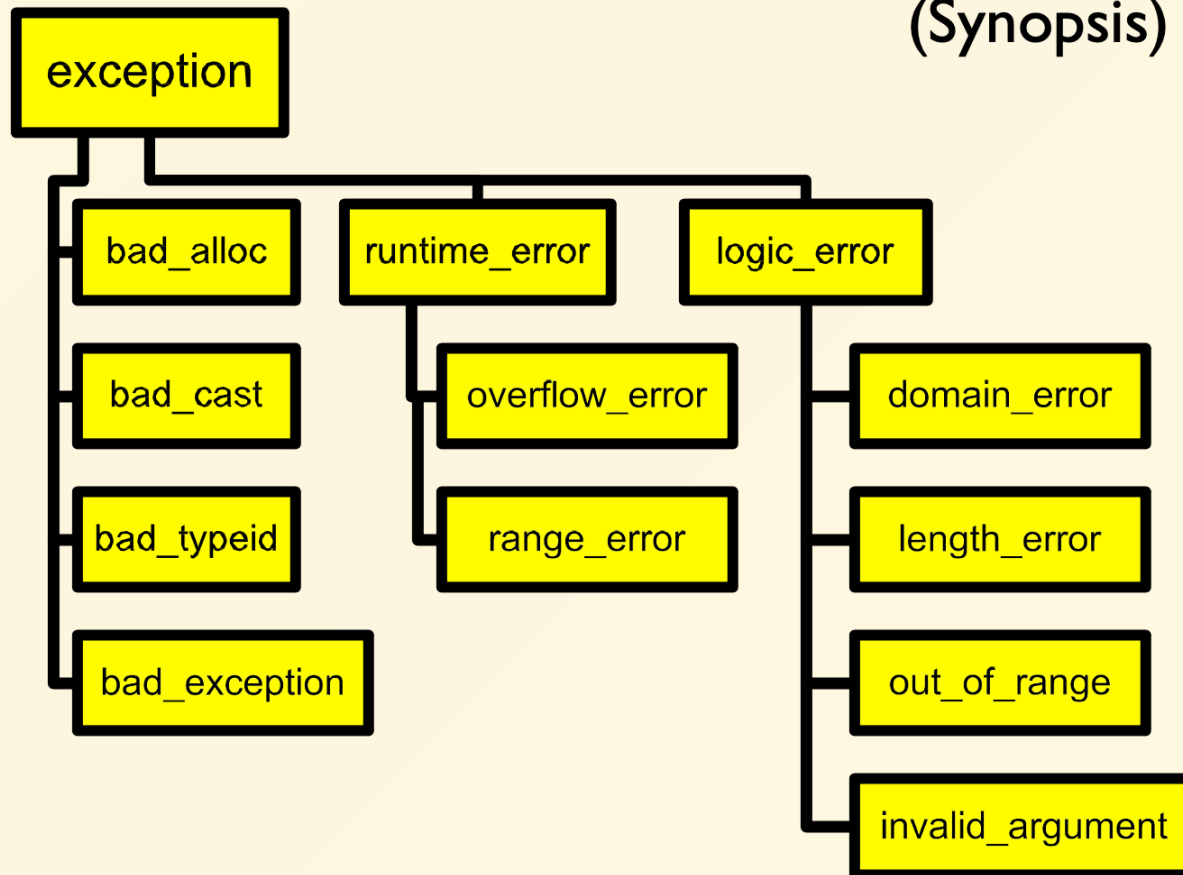 (Synopsis)
exception
bad_alloc
runtime_error
logic_error
bad_cast
overflow_error
domain_error
bad_typeid
range_error
length_error
bad_exception
out_of_range
invalid_argument